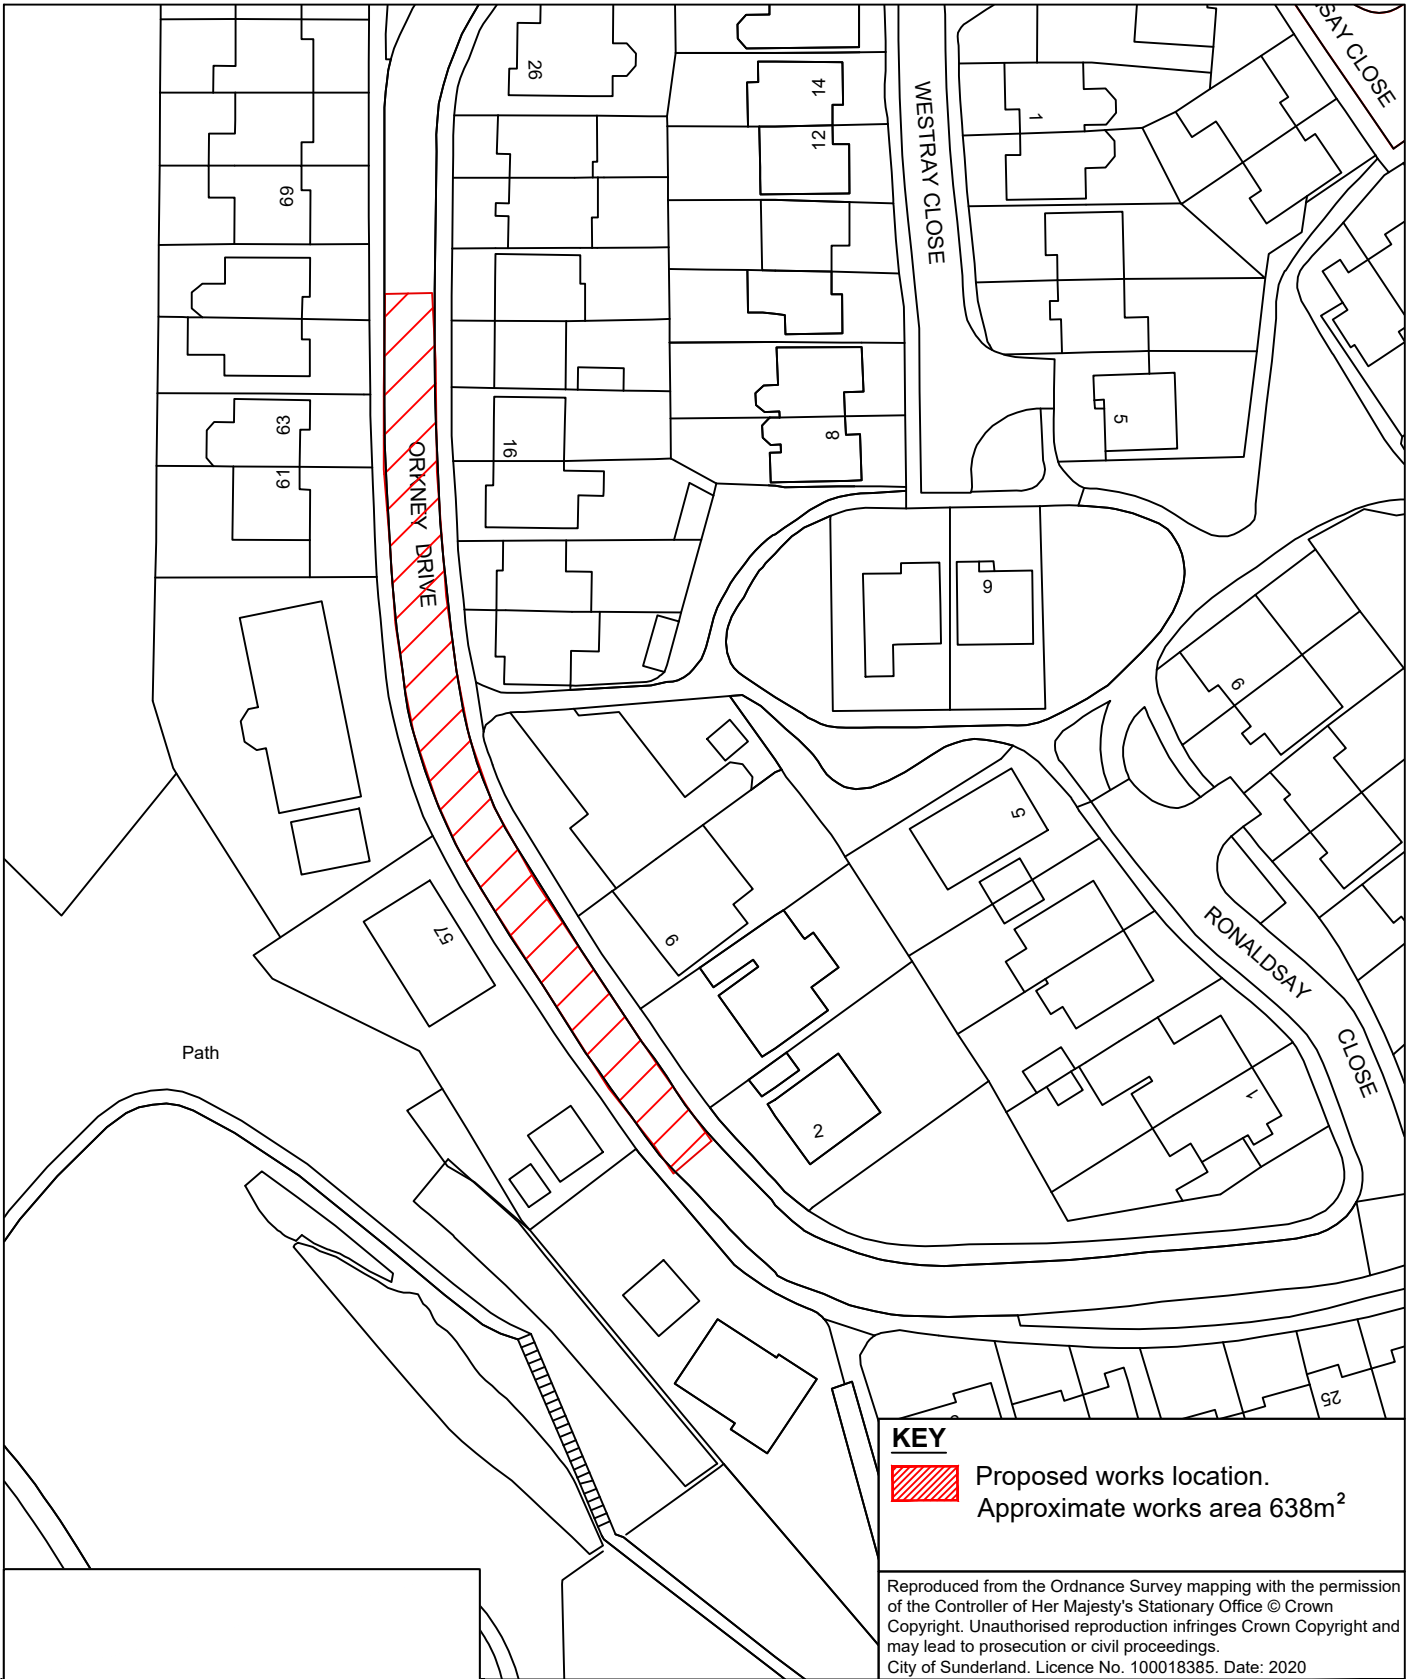 26
14
12
WESTRAY CLOSE
1
SAY CLOSE
69
63
61
ORKNEY DRIVE
16
8
5
9
6
57
6
5
RONALDSAY
CLOSE
Path
2
1
25
KEY
Proposed works location.
Approximate works area 638m²
Reproduced from the Ordnance Survey mapping with the permission
of the Controller of Her Majesty's Stationary Office © Crown
Copyright. Unauthorised reproduction infringes Crown Copyright and
may lead to prosecution or civil proceedings.
City of Sunderland. Licence No. 100018385. Date: 2020